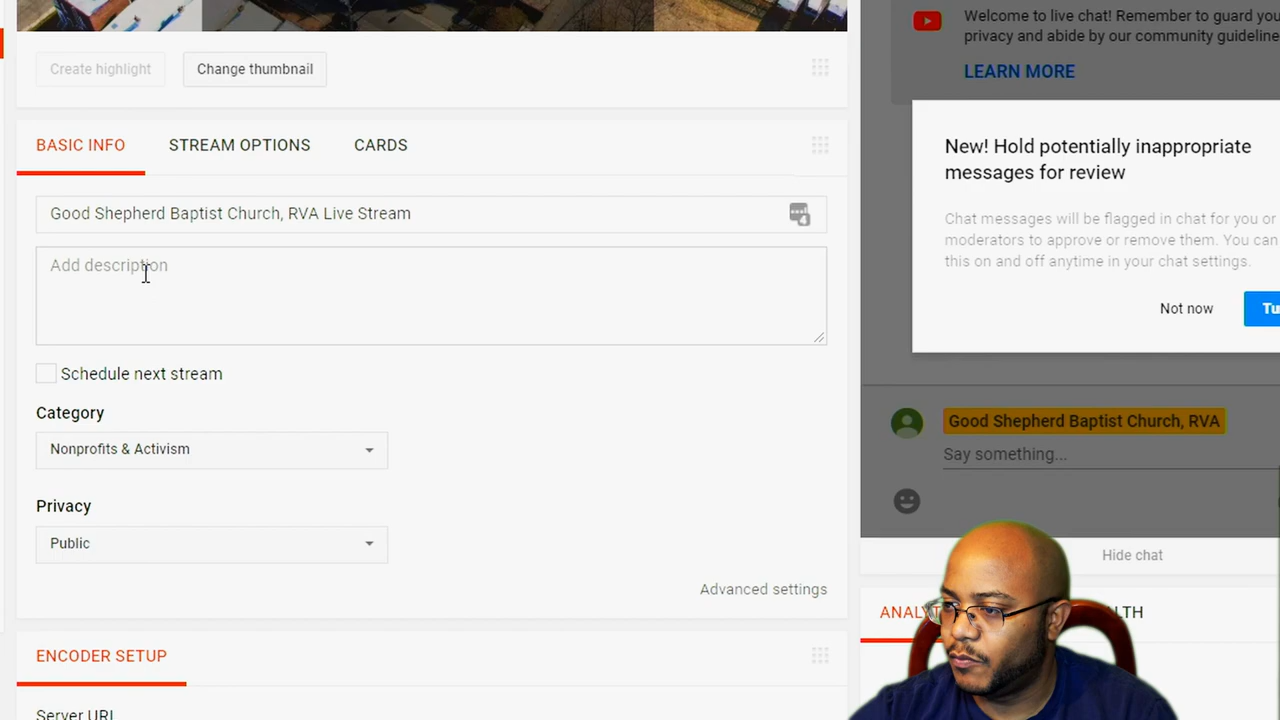 Create highlight
Change thumbnail
BASIC INFO
STREAM OPTIONS
CARDS
Good Shepherd Baptist Church, RVA Live Stream
4
Add description
Schedule next stream
Category
Nonprofits & Activism
Privacy
Public
Advanced settings
ENCODER SETUP
Server URL
Welcome to live chat! Remember to guard
privacy and abide by our community
LEARN MORE
New! Hold potentially inappropriate
messages for review
Chat messages will be flagged in chat for you or
moderators to approve or remove them. You can
this on and off anytime in your chat settings.
Not now
Good Shepherd Baptist Church, RVA
Say something...
Hide chat